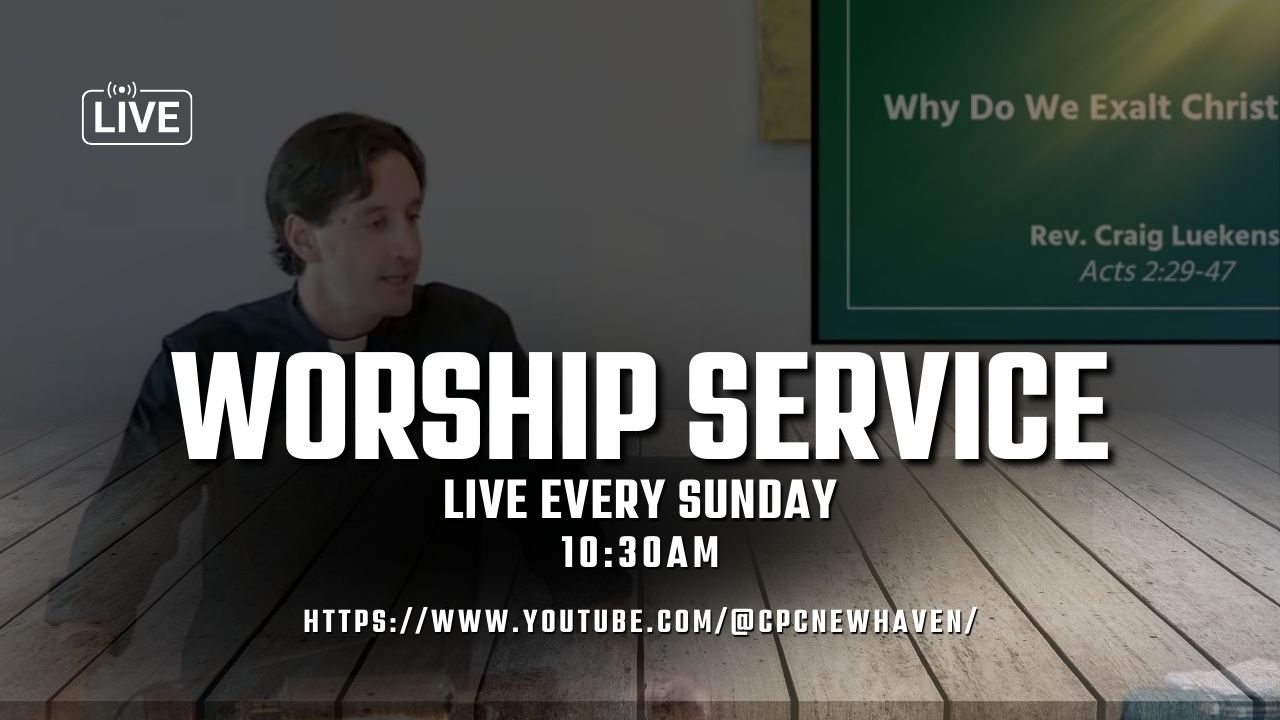 LIVE
Why Do We Exalt Christ
Rev. Craig Luekens
Acts 2:29-47
WORSHIP SERVICE
LIVE EVERY SUNDAY
10:30AM
HTTPS://WWW.YOUTUBE.COM/@CPCNEWHAVEN/